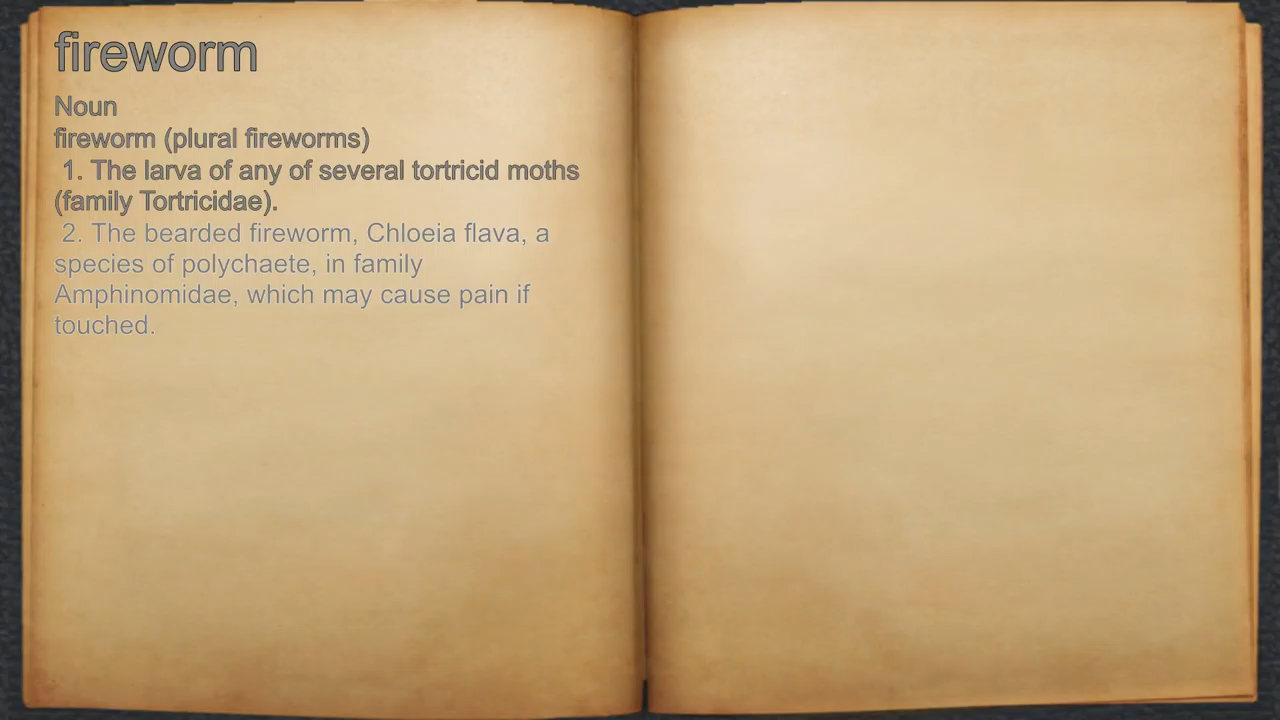 fireworm
Noun
fireworm (plural fireworms)
1. The larva of any of several tortricid moths
(family Tortricidae).
2. The bearded fireworm, Chloeia flava, a
species of polychaete, in family
Amphinomidae, which may cause pain if
touched.